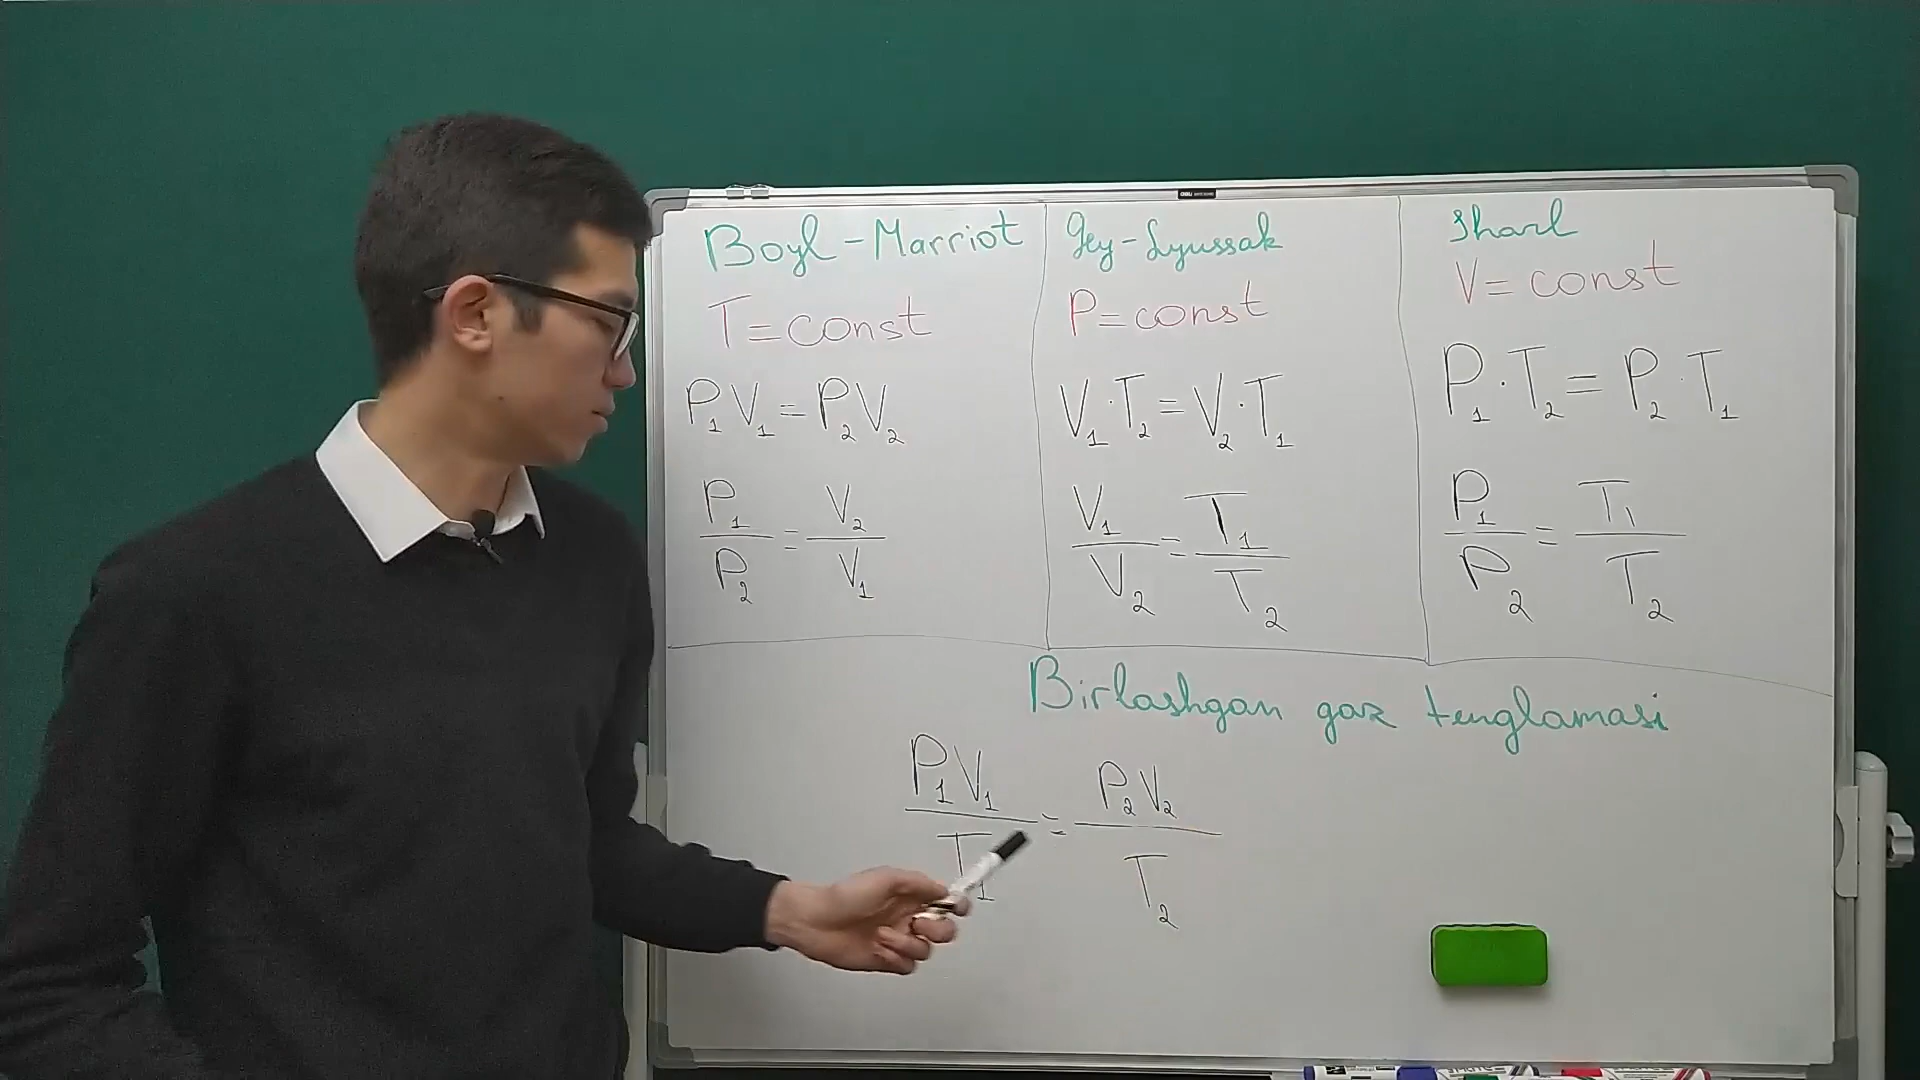 Boyl-Marriot
T=const
P₁V₁=P₂V₂
P₁/P₂=V₂/V₁
Gey-Lyussak
P=const
V₁·T₂=V₂·T₁
V₁/V₂=T₁/T₂
Sharl
V=const
P₁·T₂=P₂·T₁
P₁/P₂=T₁/T₂
Birlashgan gaz tenglamasi
P₁V₁/T₁=P₂V₂/T₂